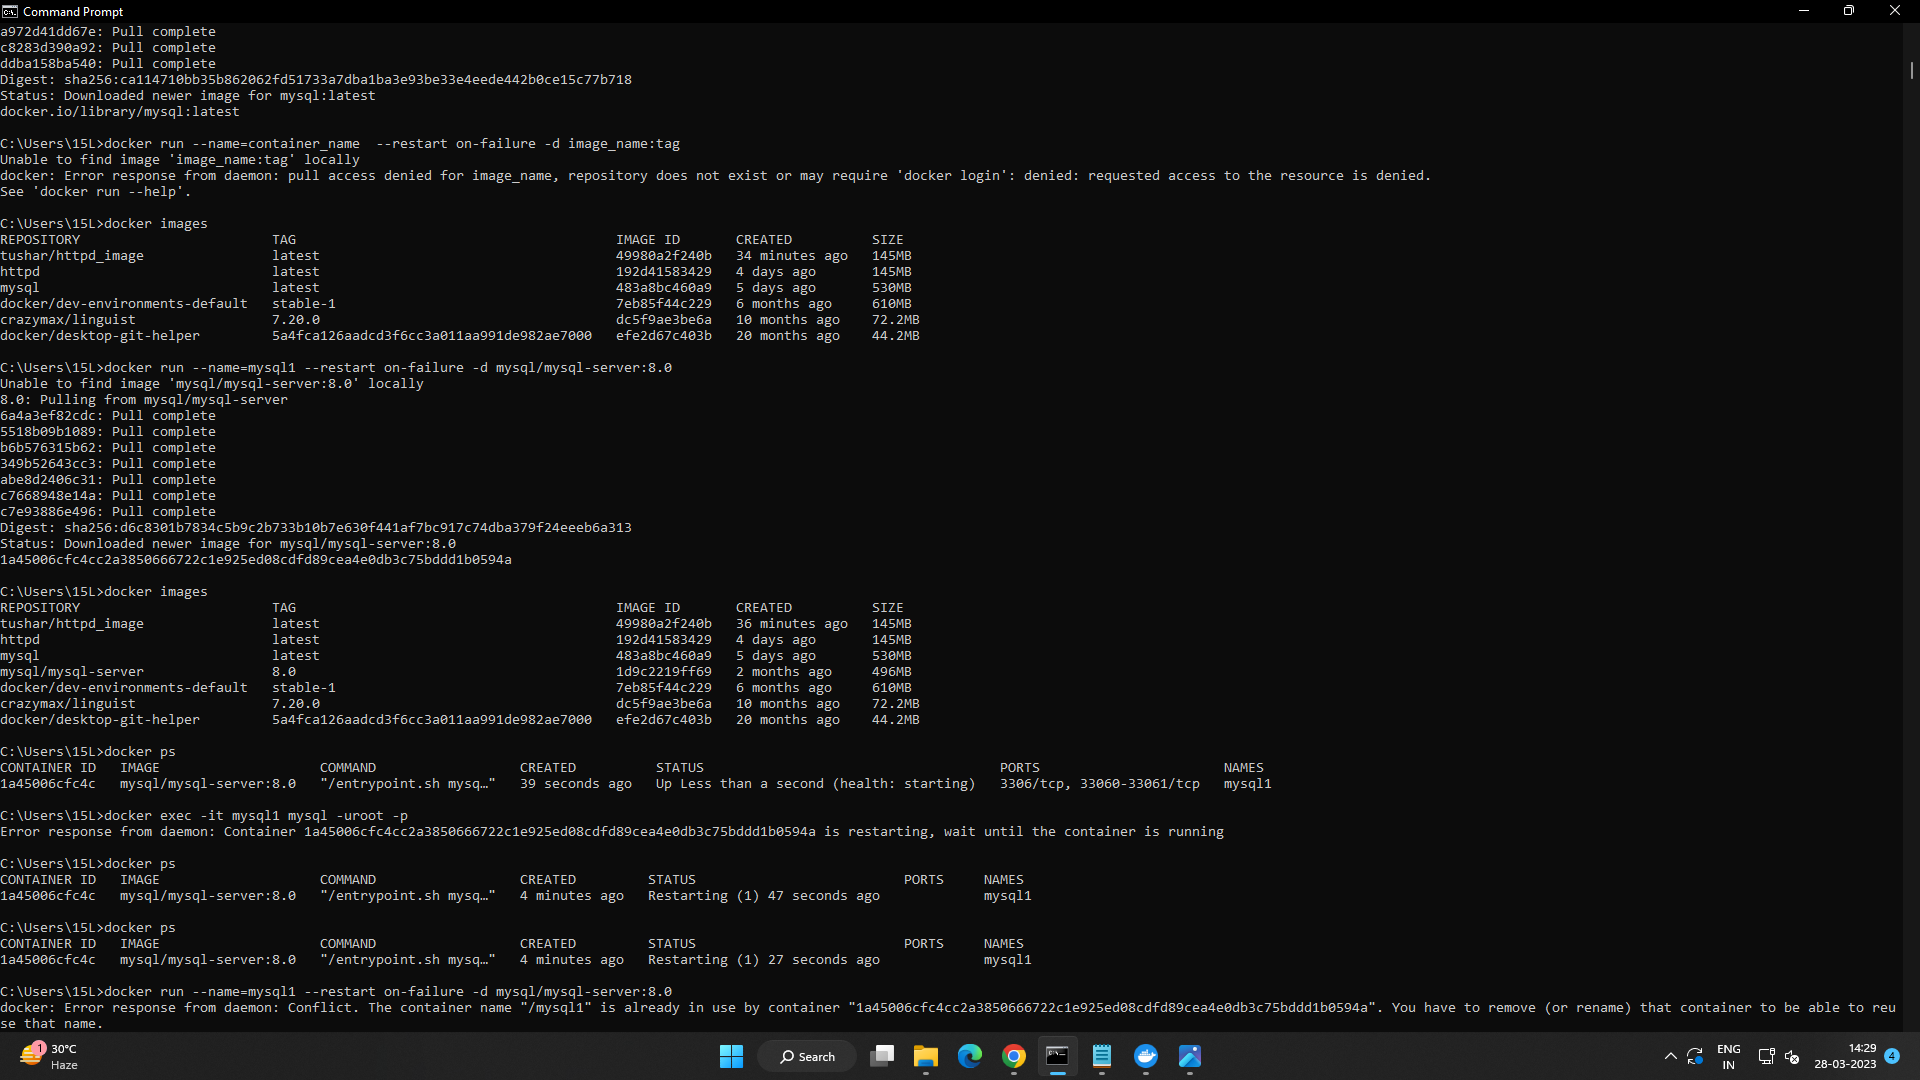 Command Prompt
a972d41dd67e: Pull complete
c8283d390a92: Pull complete
ddba158ba540: Pull complete
Digest: sha256:ca114710bb35b862062fd51733a7dba1ba3e93be33e4eede442b0ce15c77b718
Status: Downloaded newer image for mysql:latest
docker.io/library/mysql:latest
C:\Users\15L>docker run --name=container_name  --restart on-failure -d image_name:tag
Unable to find image 'image_name:tag' locally
docker: Error response from daemon: pull access denied for image_name, repository does not exist or may require 'docker login': denied: requested access to the resource is denied.
See 'docker run --help'.
C:\Users\15L>docker images
REPOSITORY TAG IMAGE ID CREATED SIZE
tushar/httpd_image latest 49980a2f240b 34 minutes ago 145MB
httpd latest 192d41583429 4 days ago 145MB
mysql latest 483a8bc460a9 5 days ago 530MB
docker/dev-environments-default stable-1 7eb85f44c229 6 months ago 610MB
crazymax/linguist 7.20.0 dc5f9ae3be6a 10 months ago 72.2MB
docker/desktop-git-helper 5a4fca126aadcd3f6cc3a011aa991de982ae7000 efe2d67c403b 20 months ago 44.2MB
C:\Users\15L>docker run --name=mysql1 --restart on-failure -d mysql/mysql-server:8.0
Unable to find image 'mysql/mysql-server:8.0' locally
8.0: Pulling from mysql/mysql-server
6a4a3ef82cdc: Pull complete
5518b09b1089: Pull complete
b6b576315b62: Pull complete
349b52643cc3: Pull complete
abe8d2406c31: Pull complete
c7668948e14a: Pull complete
c7e93886e496: Pull complete
Digest: sha256:d6c8301b7834c5b9c2b733b10b7e630f441af7bc917c74dba379f24eeeb6a313
Status: Downloaded newer image for mysql/mysql-server:8.0
1a45006cfc4cc2a3850666722c1e925ed08cdfd89cea4e0db3c75bddd1b0594a
C:\Users\15L>docker images
REPOSITORY TAG IMAGE ID CREATED SIZE
tushar/httpd_image latest 49980a2f240b 36 minutes ago 145MB
httpd latest 192d41583429 4 days ago 145MB
mysql latest 483a8bc460a9 5 days ago 530MB
mysql/mysql-server 8.0 1d9c2219ff69 2 months ago 496MB
docker/dev-environments-default stable-1 7eb85f44c229 6 months ago 610MB
crazymax/linguist 7.20.0 dc5f9ae3be6a 10 months ago 72.2MB
docker/desktop-git-helper 5a4fca126aadcd3f6cc3a011aa991de982ae7000 efe2d67c403b 20 months ago 44.2MB
C:\Users\15L>docker ps
CONTAINER ID IMAGE COMMAND CREATED STATUS PORTS NAMES
1a45006cfc4c mysql/mysql-server:8.0 "/entrypoint.sh mysq…" 39 seconds ago Up Less than a second (health: starting) 3306/tcp, 33060-33061/tcp mysql1
C:\Users\15L>docker exec -it mysql1 mysql -uroot -p
Error response from daemon: Container 1a45006cfc4cc2a3850666722c1e925ed08cdfd89cea4e0db3c75bddd1b0594a is restarting, wait until the container is running
C:\Users\15L>docker ps
CONTAINER ID IMAGE COMMAND CREATED STATUS PORTS NAMES
1a45006cfc4c mysql/mysql-server:8.0 "/entrypoint.sh mysq…" 4 minutes ago Restarting (1) 47 seconds ago mysql1
C:\Users\15L>docker ps
CONTAINER ID IMAGE COMMAND CREATED STATUS PORTS NAMES
1a45006cfc4c mysql/mysql-server:8.0 "/entrypoint.sh mysq…" 4 minutes ago Restarting (1) 27 seconds ago mysql1
C:\Users\15L>docker run --name=mysql1 --restart on-failure -d mysql/mysql-server:8.0
docker: Error response from daemon: Conflict. The container name "/mysql1" is already in use by container "1a45006cfc4cc2a3850666722c1e925ed08cdfd89cea4e0db3c75bddd1b0594a". You have to remove (or rename) that container to be able to reu
se that name.
1
30°C
Haze
Search
ENG
IN
14:29
28-03-2023
4